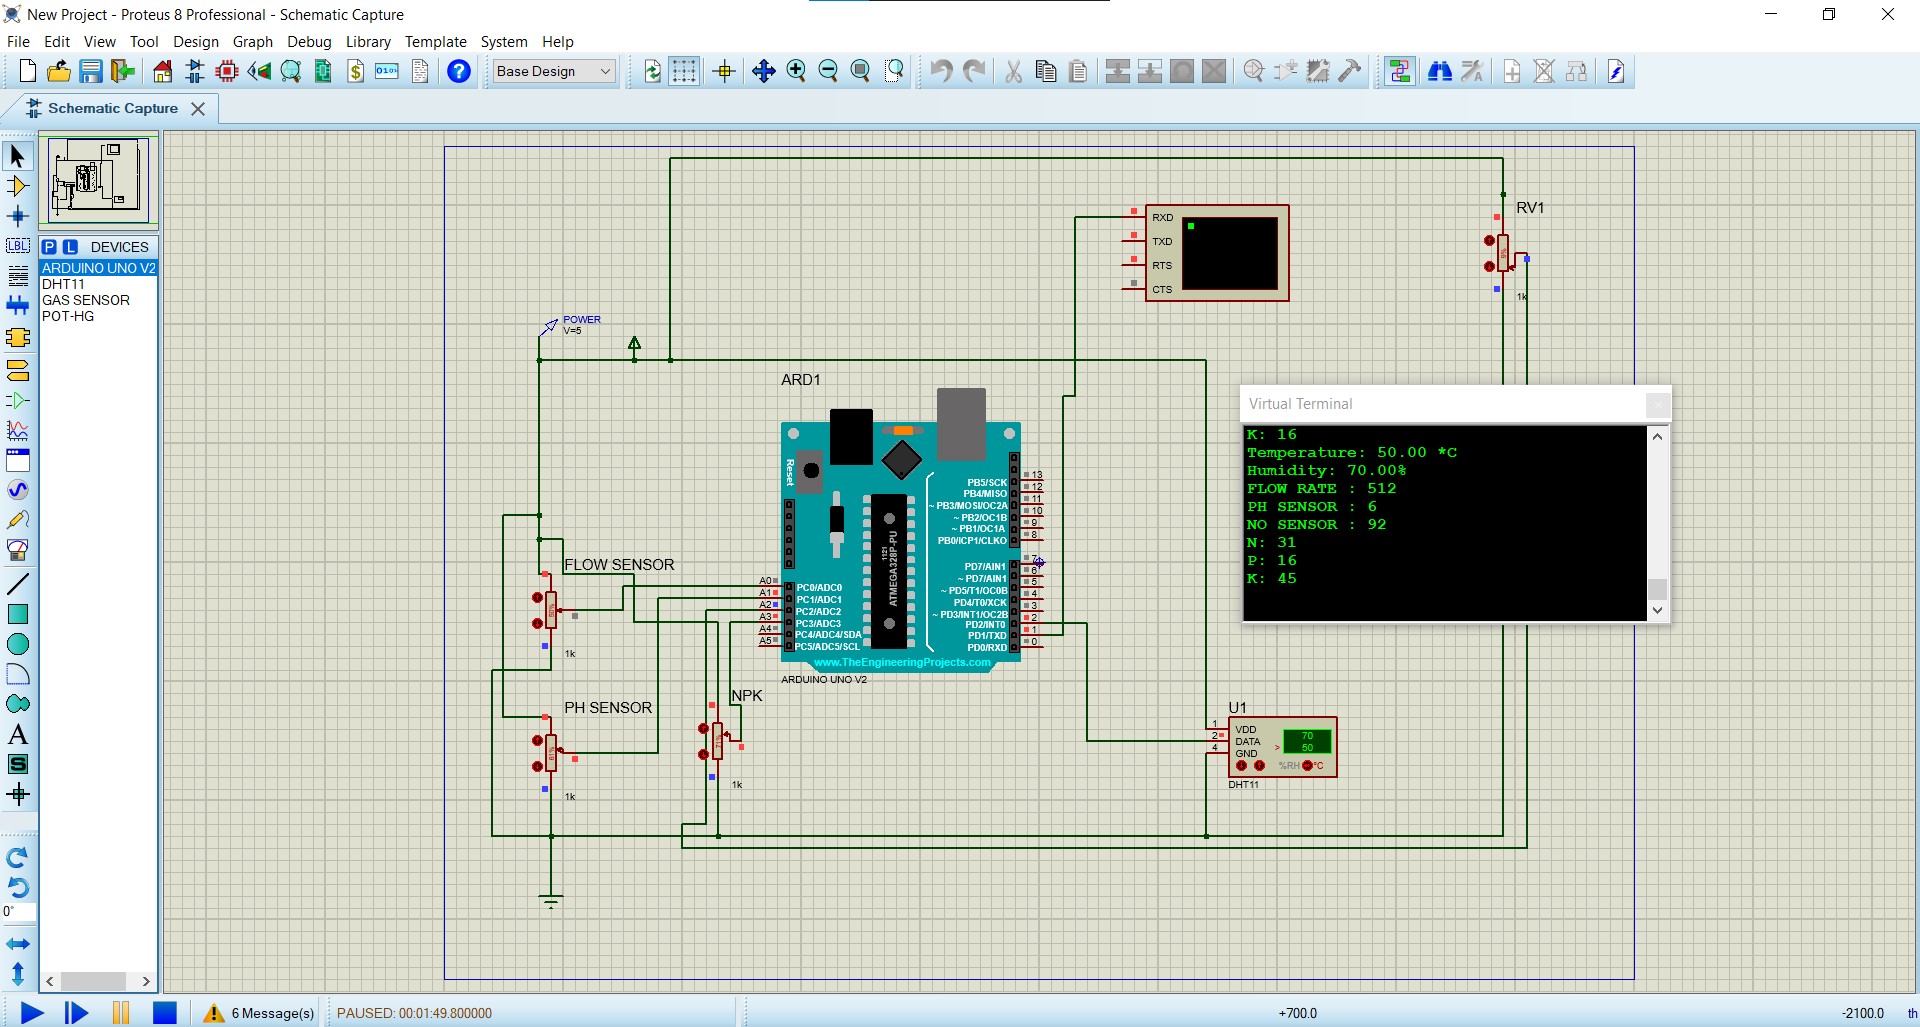 New Project - Proteus 8 Professional - Schematic Capture
File Edit View Tool Design Graph Debug Library Template System Help
Base Design
Schematic Capture
P L DEVICES
ARDUINO UNO V2
DHT11
GAS SENSOR
POT-HG
LBL
A
S
0°
POWER
V=5
ARD1
Reset
ATMEGA328P-PU
1121
PB5/SCK 13
PB4/MISO 12
~ PB3/MOSI/OC2A 11
~ PB2/OC1B 10
~ PB1/OC1A 9
PB0/ICP1/CLKO 8
PD7/AIN1 7
~ PD7/AIN1 6
~ PD5/T1/OC0B 5
PD4/T0/XCK 4
~ PD3/INT1/OC2B 3
PD2/INT0 2
PD1/TXD 1
PD0/RXD 0
A0 PC0/ADC0
A1 PC1/ADC1
A2 PC2/ADC2
A3 PC3/ADC3
A4 PC4/ADC4/SDA
A5 PC5/ADC5/SCL
www.TheEngineeringProjects.com
ARDUINO UNO V2
FLOW SENSOR
1k
PH SENSOR
1k
NPK
1k
RXD
TXD
RTS
CTS
RV1
1k
Virtual Terminal
K: 16
Temperature: 50.00 *C
Humidity: 70.00%
FLOW RATE : 512
PH SENSOR : 6
NO SENSOR : 92
N: 31
P: 16
K: 45
U1
1 VDD
2 DATA
4 GND
70
50
>
%RH °C
DHT11
6 Message(s)
PAUSED: 00:01:49.800000
+700.0
-2100.0
th